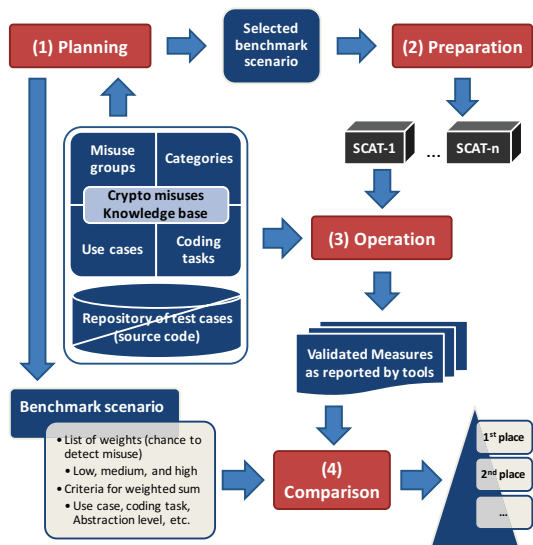 (1) Planning
Selected
benchmark
scenario
(2) Preparation
Misuse
groups
Categories
Crypto misuses
Knowledge base
Use cases
Coding
tasks
Repository of test cases
(source code)
SCAT-1
...
SCAT-n
(3) Operation
Validated Measures
as reported by tools
Benchmark scenario
• List of weights (chance to
detect misuse)
• Low, medium, and high
• Criteria for weighted sum
• Use case, coding task,
Abstraction level, etc.
(4)
Comparison
1st place
2nd place
...